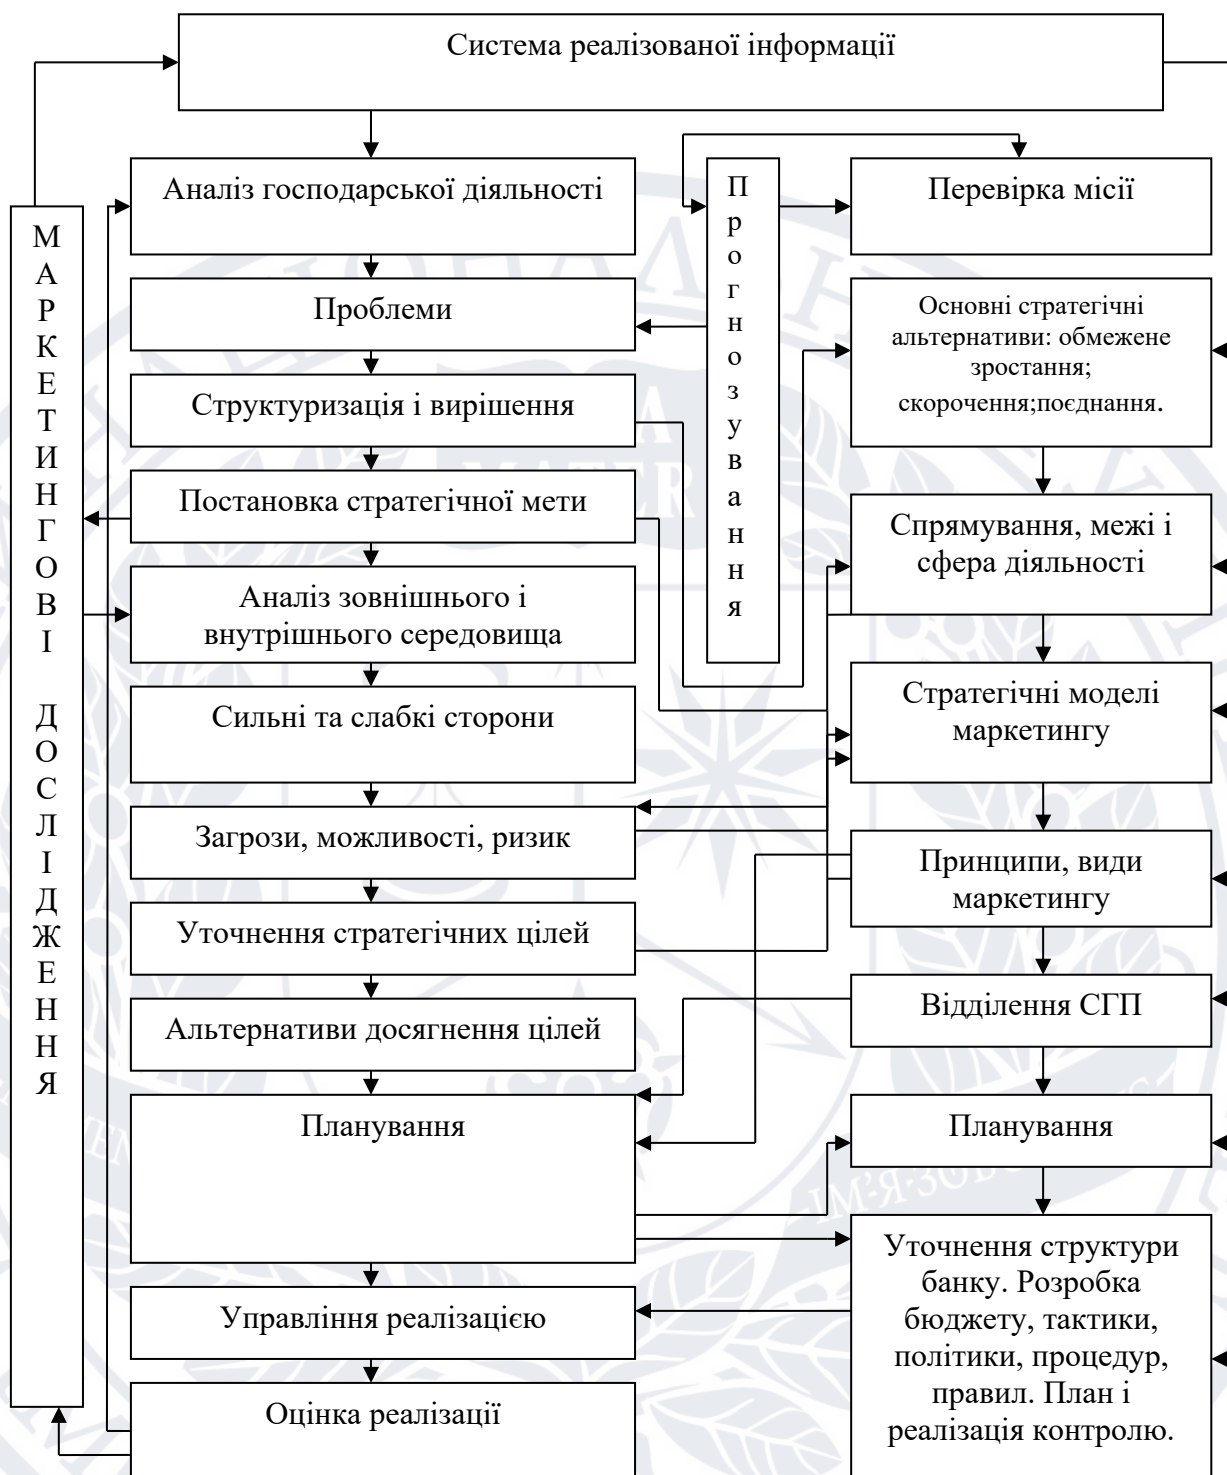 Система реалізованої інформації
Аналіз господарської діяльності
Проблеми
Структуризація і вирішення
Постановка стратегічної мети
Аналіз зовнішнього і
внутрішнього середовища
Сильні та слабкі сторони
Загрози, можливості, ризик
Уточнення стратегічних цілей
Альтернативи досягнення цілей
Планування
Управління реалізацією
Оцінка реалізації
МАРКЕТИНГОВІ ДОСЛІДЖЕННЯ
Прогнозування
Перевірка місії
Основні стратегічні
альтернативи: обмежене
зростання;
скорочення;поєднання.
Спрямування, межі і
сфера діяльності
Стратегічні моделі
маркетингу
Принципи, види
маркетингу
Відділення СГП
Планування
Уточнення структури
банку. Розробка
бюджету, тактики,
політики, процедур,
правил. План і
реалізація контролю.